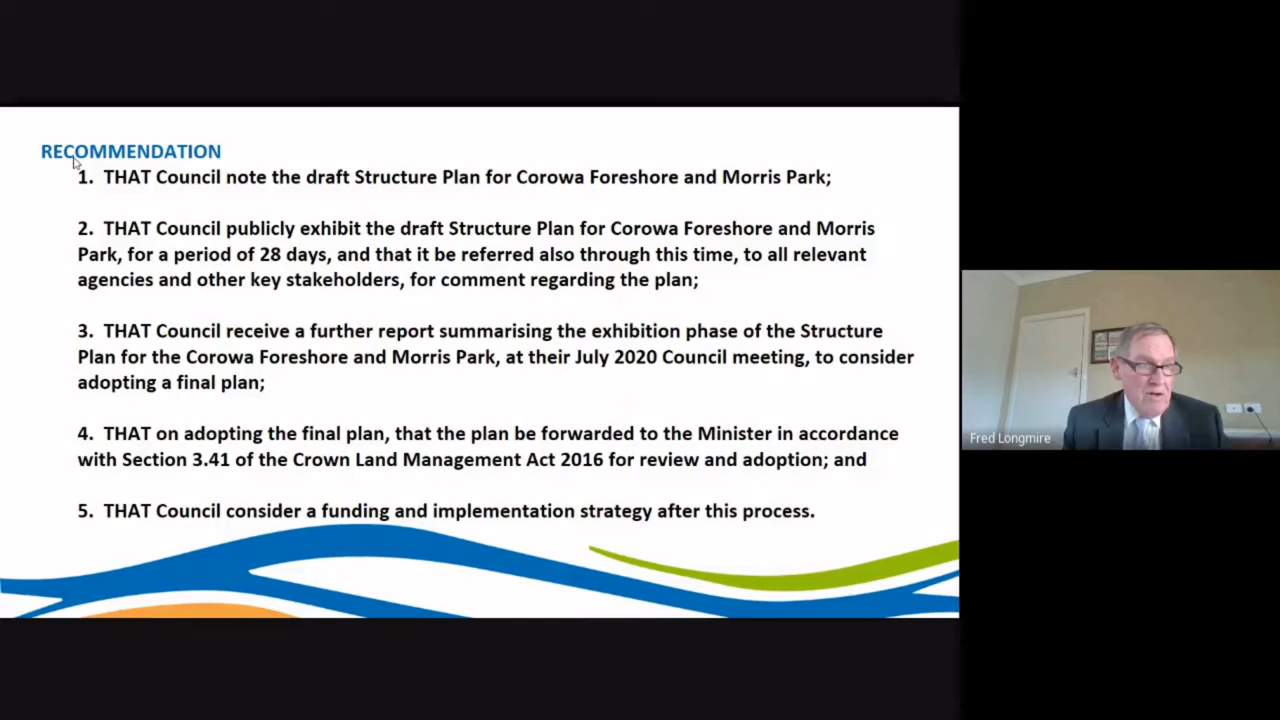 RECOMMENDATION
1. THAT Council note the draft Structure Plan for Corowa Foreshore and Morris Park;
2. THAT Council publicly exhibit the draft Structure Plan for Corowa Foreshore and Morris
Park, for a period of 28 days, and that it be referred also through this time, to all relevant
agencies and other key stakeholders, for comment regarding the plan;
3. THAT Council receive a further report summarising the exhibition phase of the Structure
Plan for the Corowa Foreshore and Morris Park, at their July 2020 Council meeting, to consider
adopting a final plan;
4. THAT on adopting the final plan, that the plan be forwarded to the Minister in accordance
with Section 3.41 of the Crown Land Management Act 2016 for review and adoption; and
5. THAT Council consider a funding and implementation strategy after this process.
Fred Longmire